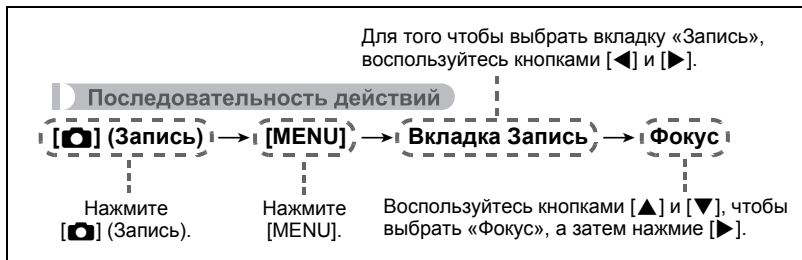 Для того чтобы выбрать вкладку «Запись»,
воспользуйтесь кнопками [◀] и [▶].
Последовательность действий
[📷] (Запись) → [MENU] → Вкладка Запись → Фокус
Нажмите
[📷] (Запись).
Нажмите
[MENU].
Воспользуйтесь кнопками [▲] и [▼], чтобы
выбрать «Фокус», а затем нажмие [▶].